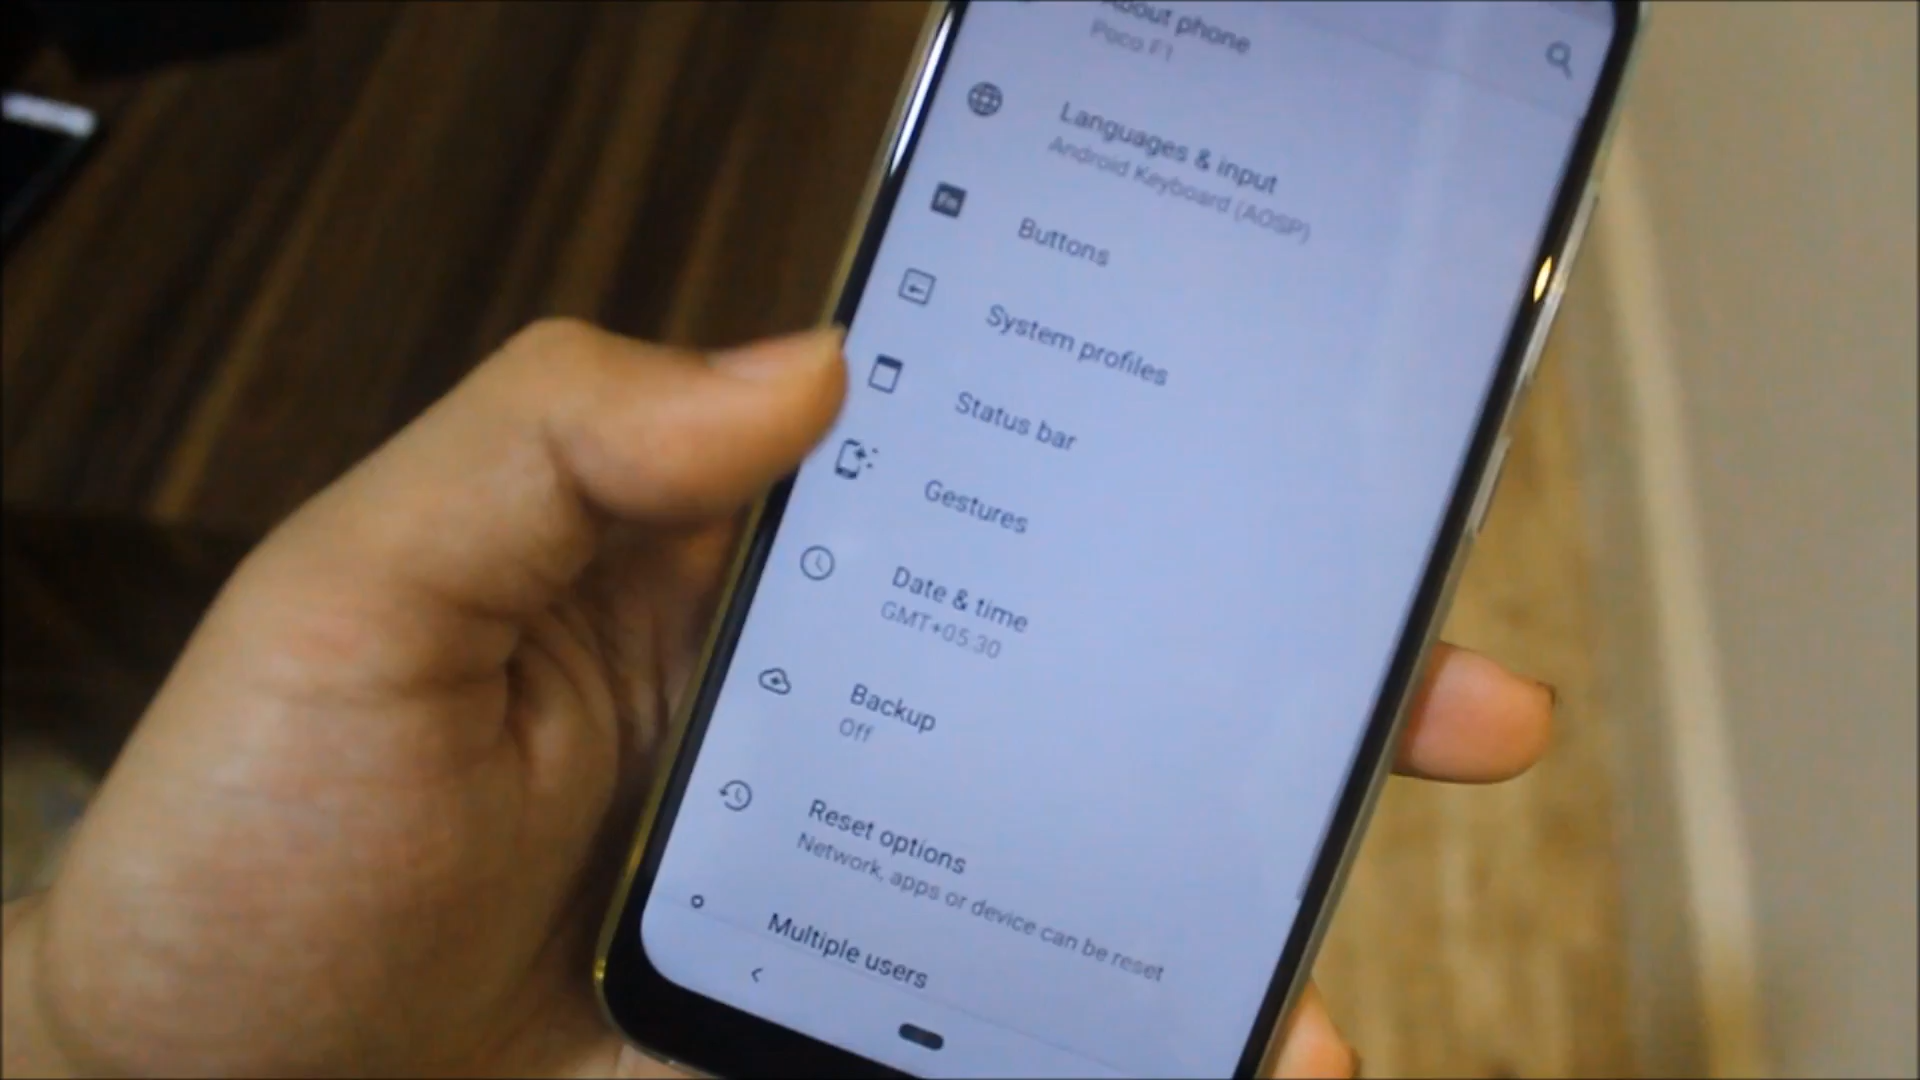 About phone
Poco F1
Languages & input
Android Keyboard (AOSP)
Buttons
System profiles
Status bar
Gestures
Date & time
GMT+05:30
Backup
Off
Reset options
Network, apps or device can be reset
Multiple users